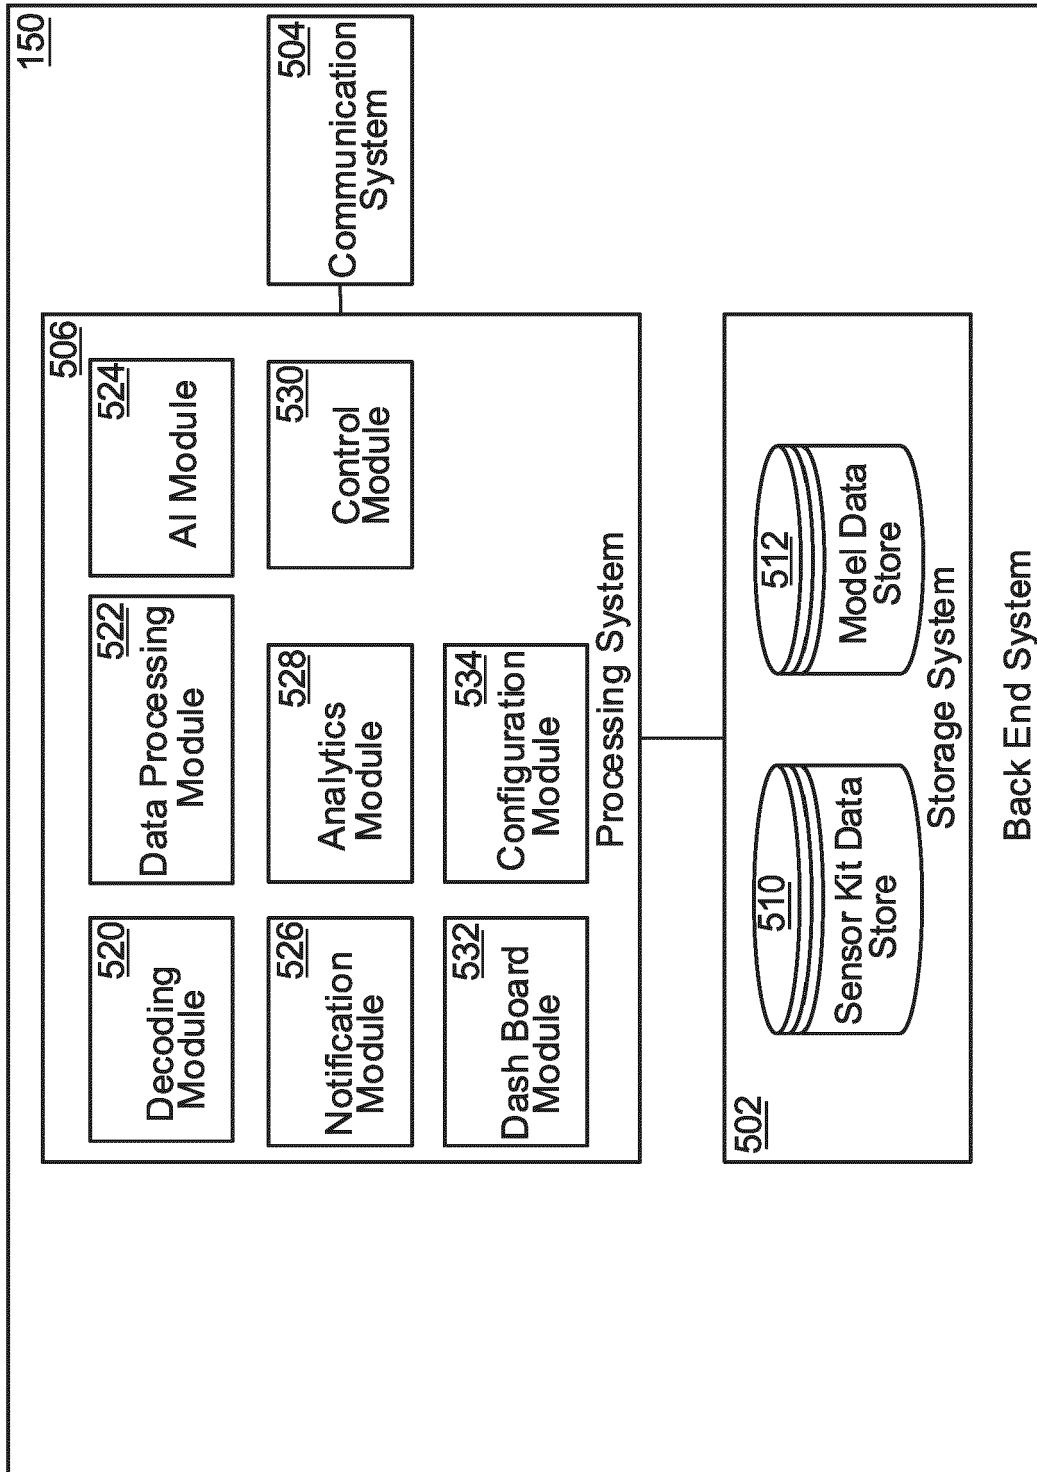 150
506
520
Decoding
Module
522
Data Processing
Module
524
AI Module
526
Notification
Module
528
Analytics
Module
530
Control
Module
504
Communication
System
532
Dash Board
Module
534
Configuration
Module
Processing System
502
510
Sensor Kit Data
Store
512
Model Data
Store
Storage System
Back End System